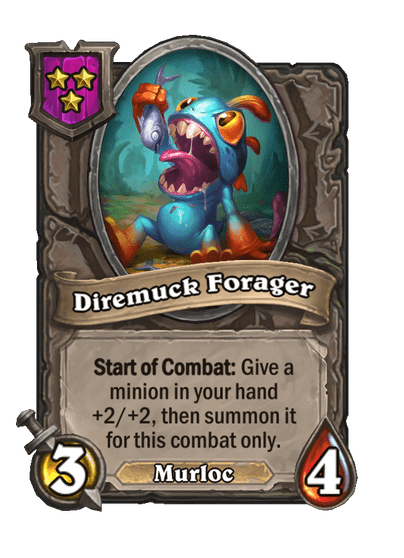 Diremuck Forager
Start of Combat: Give a
minion in your hand
+2/+2, then summon it
for this combat only.
3
Murloc
4